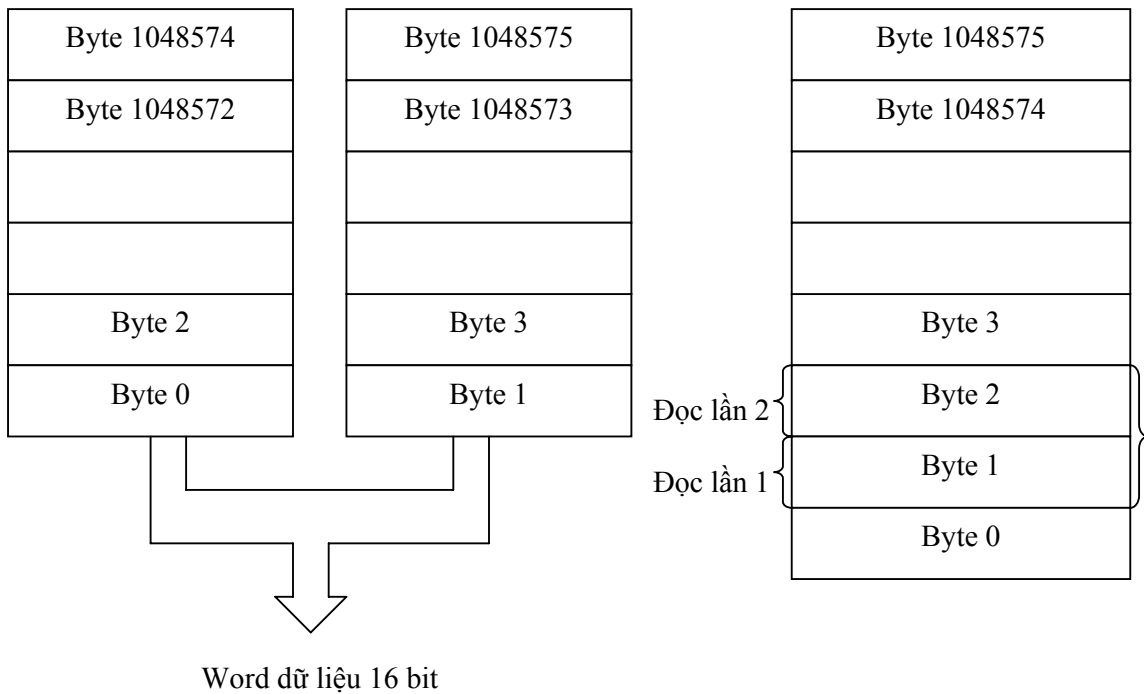 Byte 1048574
Byte 1048572
Byte 2
Byte 0
Byte 1048575
Byte 1048573
Byte 3
Byte 1
Word dữ liệu 16 bit
Byte 1048575
Byte 1048574
Byte 3
Đọc lần 2
Byte 2
Đọc lần 1
Byte 1
Byte 0